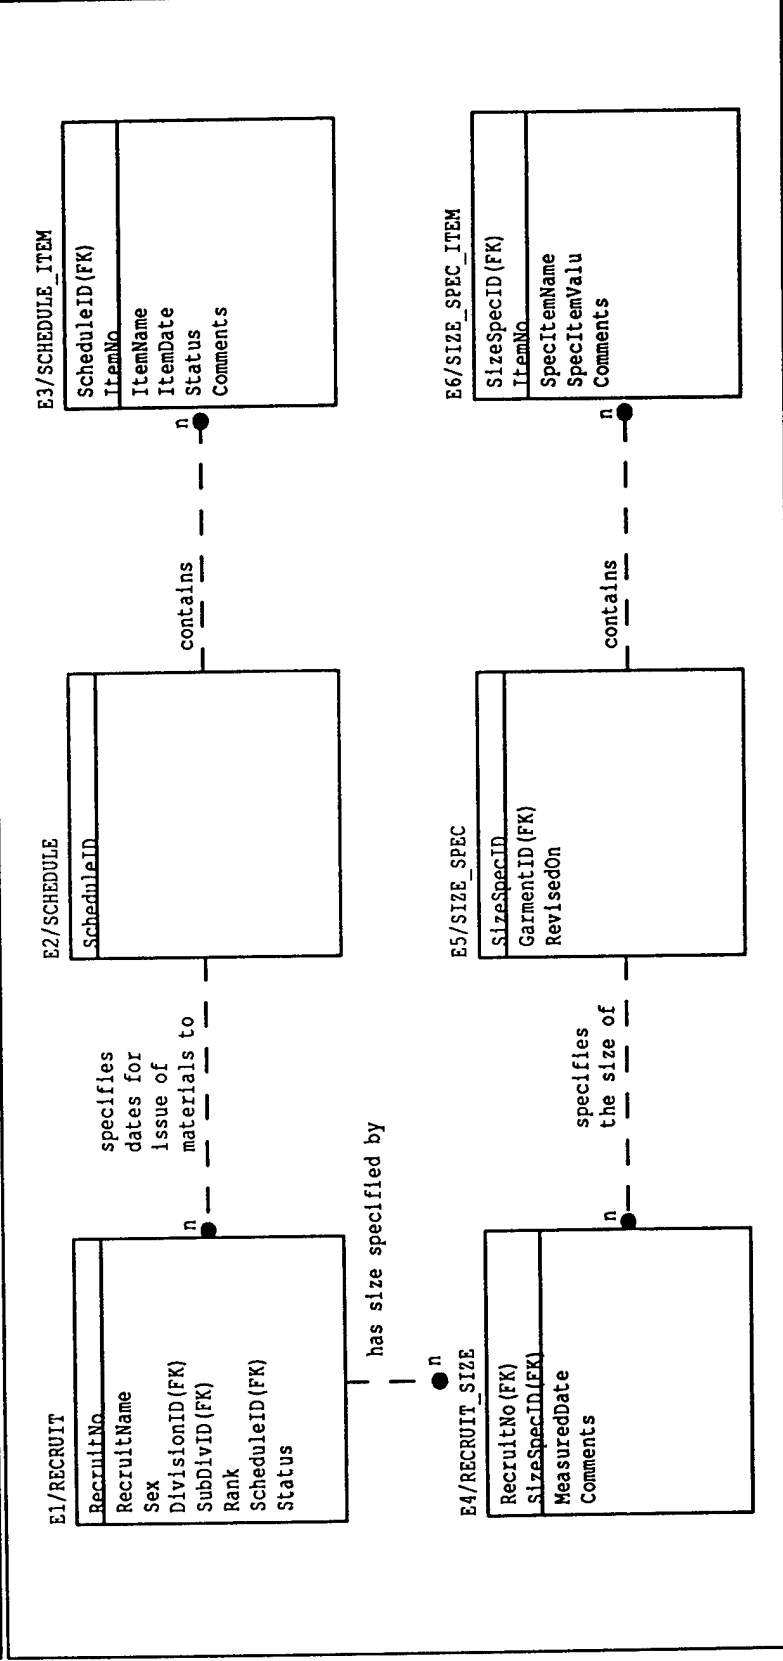 E1/RECRUIT
RecruitNo
RecruitName
Sex
DivisionID(FK)
SubDivID(FK)
Rank
ScheduleID(FK)
Status
n
specifies
dates for
issue of
materials to
E2/SCHEDULE
ScheduleID
contains
n
E3/SCHEDULE_ITEM
ScheduleID(FK)
ItemNo
ItemName
ItemDate
Status
Comments
has size specified by
n
E4/RECRUIT_SIZE
RecruitNo(FK)
SizeSpecID(FK)
MeasuredDate
Comments
n
specifies
the size of
E5/SIZE_SPEC
SizeSpecID
GarmentID(FK)
RevisedOn
contains
n
E6/SIZE_SPEC_ITEM
SizeSpecID(FK)
ItemNo
SpecItemName
SpecItemValu
Comments